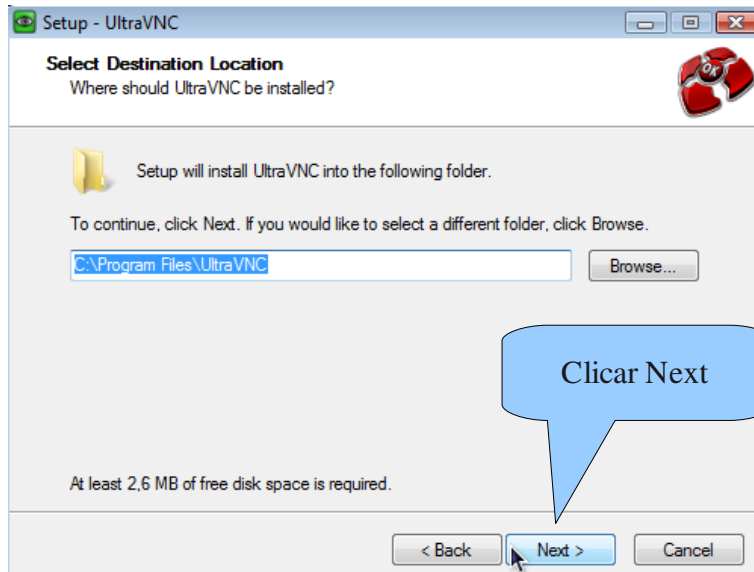 Setup - UltraVNC
Select Destination Location
Where should UltraVNC be installed?
OK
Setup will install UltraVNC into the following folder.
To continue, click Next. If you would like to select a different folder, click Browse.
C:\Program Files\UltraVNC
Browse...
Clicar Next
At least 2,6 MB of free disk space is required.
< Back
Next >
Cancel